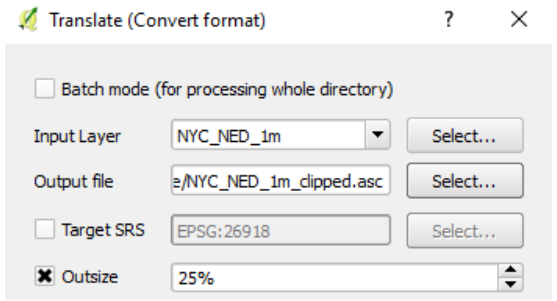 Translate (Convert format) ?
Batch mode (for processing whole directory)
Input Layer NYC_NED_1m Select...
Output file e/NYC_NED_1m_clipped.asc Select...
Target SRS EPSG:26918 Select...
Outsize 25%